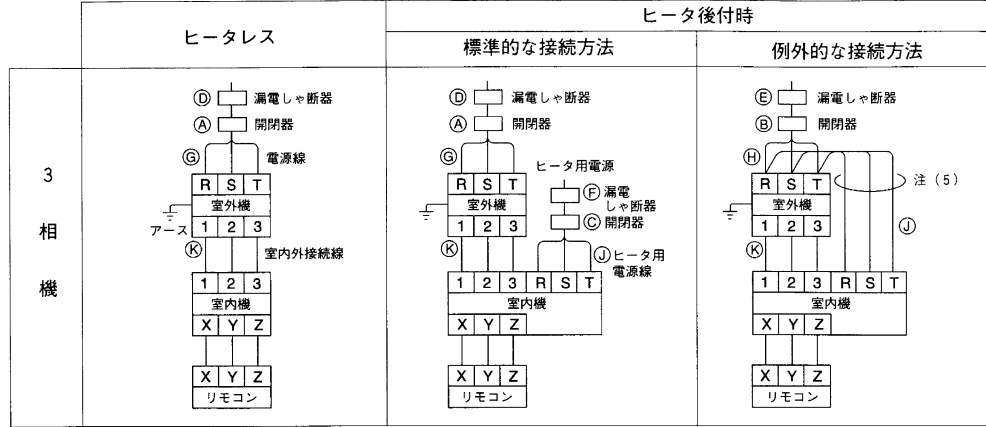 ヒータレス
ヒータ後付時
標準的な接続方法
例外的な接続方法
3
相
機
Ⓓ 漏電しゃ断器
Ⓐ 開閉器
Ⓖ 電源線
R S T
室外機
アース
1 2 3
Ⓚ 室内外接続線
1 2 3
室内機
X Y Z
X Y Z
リモコン
Ⓓ 漏電しゃ断器
Ⓐ 開閉器
Ⓖ
R S T
室外機
1 2 3
Ⓚ
ヒータ用電源
Ⓕ 漏電
しゃ断器
Ⓒ 開閉器
Ⓙ ヒータ用
電源線
1 2 3 R S T
室内機
X Y Z
X Y Z
リモコン
Ⓔ 漏電しゃ断器
Ⓑ 開閉器
Ⓗ
R S T
注（5）
室外機
1 2 3
Ⓙ
Ⓚ
1 2 3 R S T
室内機
X Y Z
X Y Z
リモコン